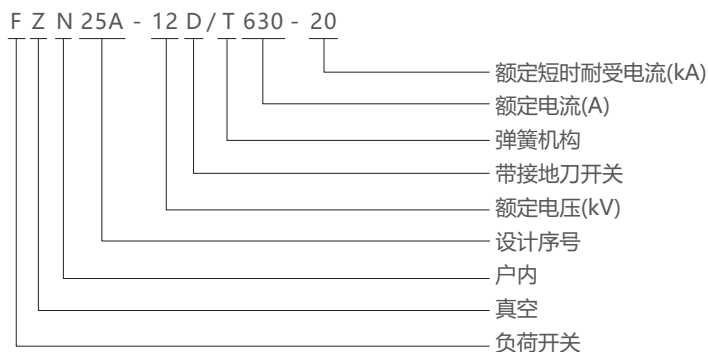 F Z N 25A - 12 D / T 630 - 20
额定短时耐受电流(kA)
额定电流(A)
弹簧机构
带接地刀开关
额定电压(kV)
设计序号
户内
真空
负荷开关